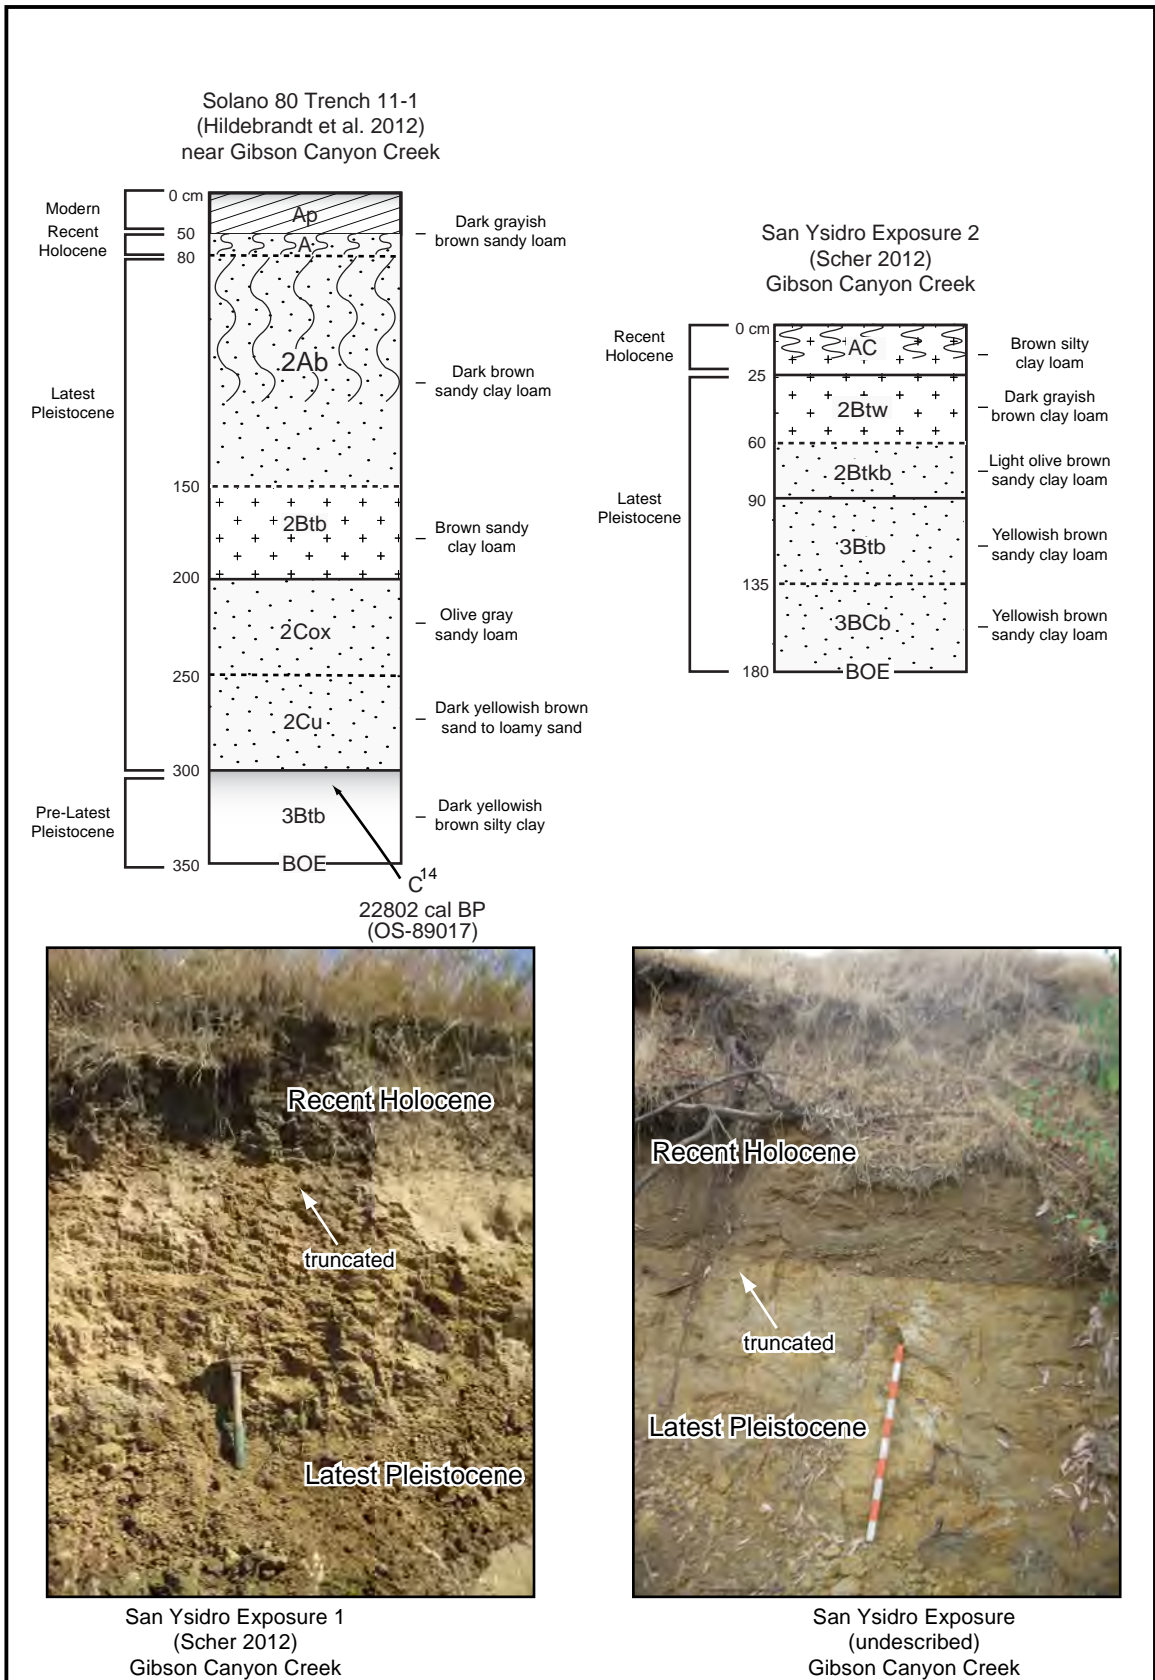 Solano 80 Trench 11-1
(Hildebrandt et al. 2012)
near Gibson Canyon Creek
Modern
Recent
Holocene
Latest
Pleistocene
Pre-Latest
Pleistocene
0 cm
50
80
150
200
250
300
350
Ap
A
2Ab
2Btb
2Cox
2Cu
3Btb
BOE
Dark grayish
brown sandy loam
Dark brown
sandy clay loam
Brown sandy
clay loam
Olive gray
sandy loam
Dark yellowish brown
sand to loamy sand
Dark yellowish
brown silty clay
C14
22802 cal BP
(OS-89017)
San Ysidro Exposure 2
(Scher 2012)
Gibson Canyon Creek
Recent
Holocene
Latest
Pleistocene
0 cm
25
60
90
135
180
AC
2Btw
2Btkb
3Btb
3BCb
BOE
Brown silty
clay loam
Dark grayish
brown clay loam
Light olive brown
sandy clay loam
Yellowish brown
sandy clay loam
Yellowish brown
sandy clay loam
Recent Holocene
truncated
Latest Pleistocene
San Ysidro Exposure 1
(Scher 2012)
Gibson Canyon Creek
Recent Holocene
truncated
Latest Pleistocene
San Ysidro Exposure
(undescribed)
Gibson Canyon Creek